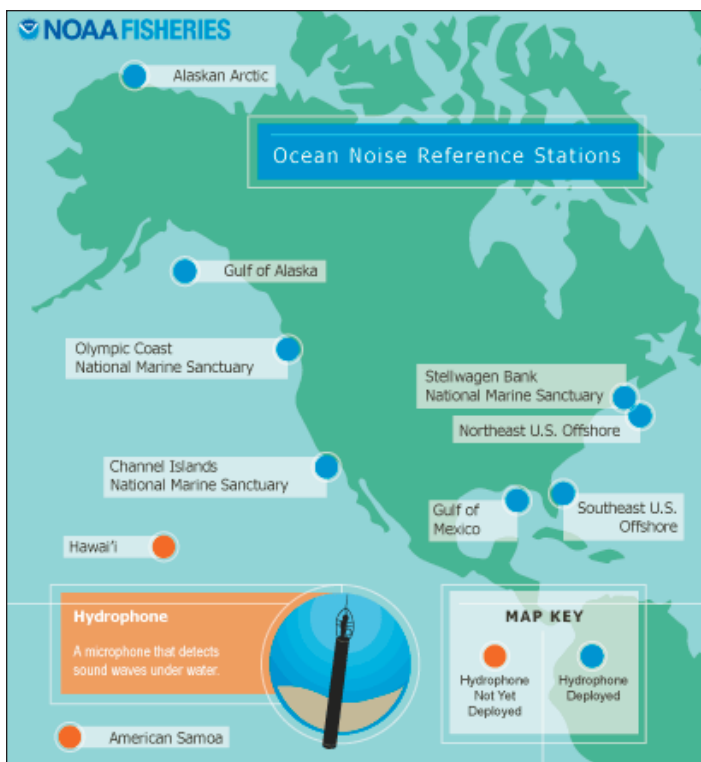 NOAA FISHERIES
Alaskan Arctic
Ocean Noise Reference Stations
Gulf of Alaska
Olympic Coast
National Marine Sanctuary
Stellwagen Bank
National Marine Sanctuary
Northeast U.S. Offshore
Channel Islands
National Marine Sanctuary
Gulf of
Mexico
Southeast U.S.
Offshore
Hawai'i
Hydrophone
A microphone that detects
sound waves under water.
MAP KEY
Hydrophone
Not Yet
Deployed
Hydrophone
Deployed
American Samoa